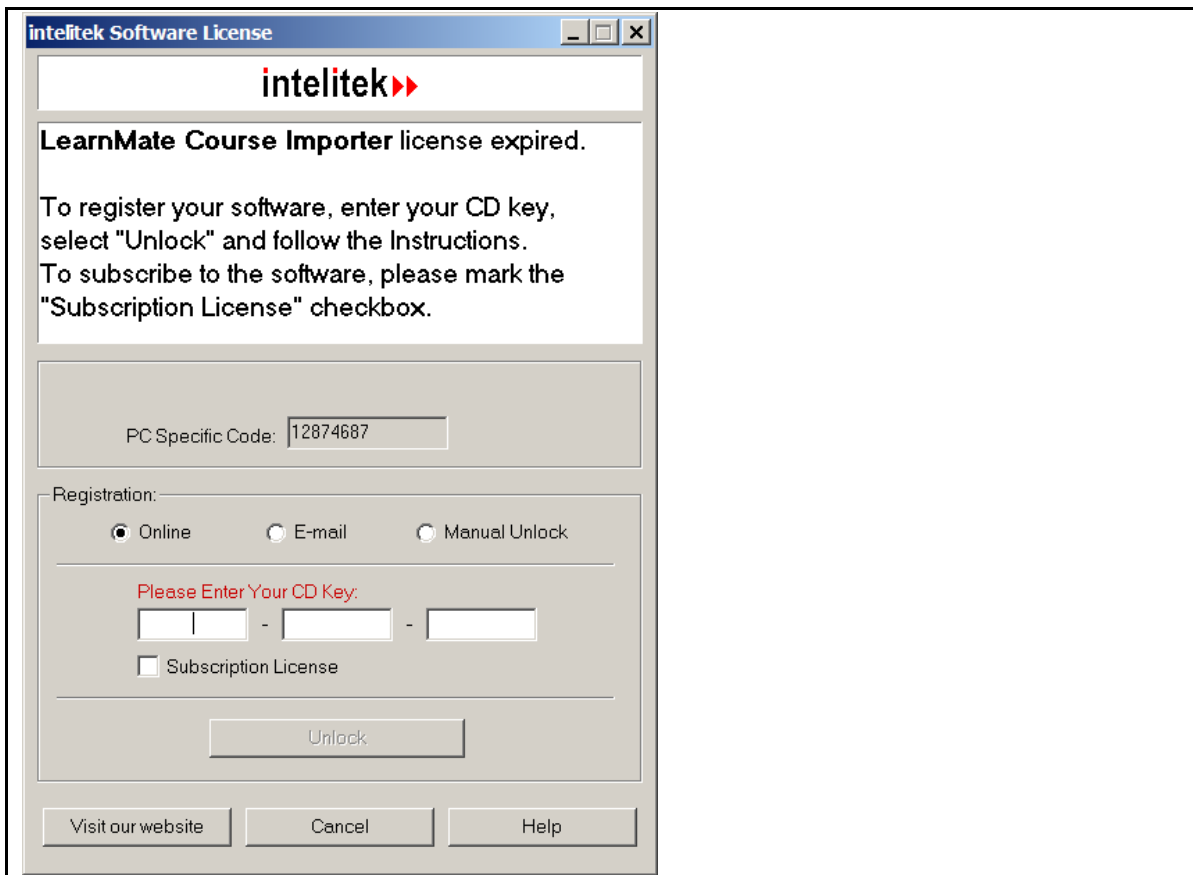 intelitek Software License
intelitek
LearnMate Course Importer license expired.
To register your software, enter your CD key,
select "Unlock" and follow the Instructions.
To subscribe to the software, please mark the
"Subscription License" checkbox.
PC Specific Code: 12874687
Registration:
Online E-mail Manual Unlock
Please Enter Your CD Key:
- -
Subscription License
Unlock
Visit our website Cancel Help